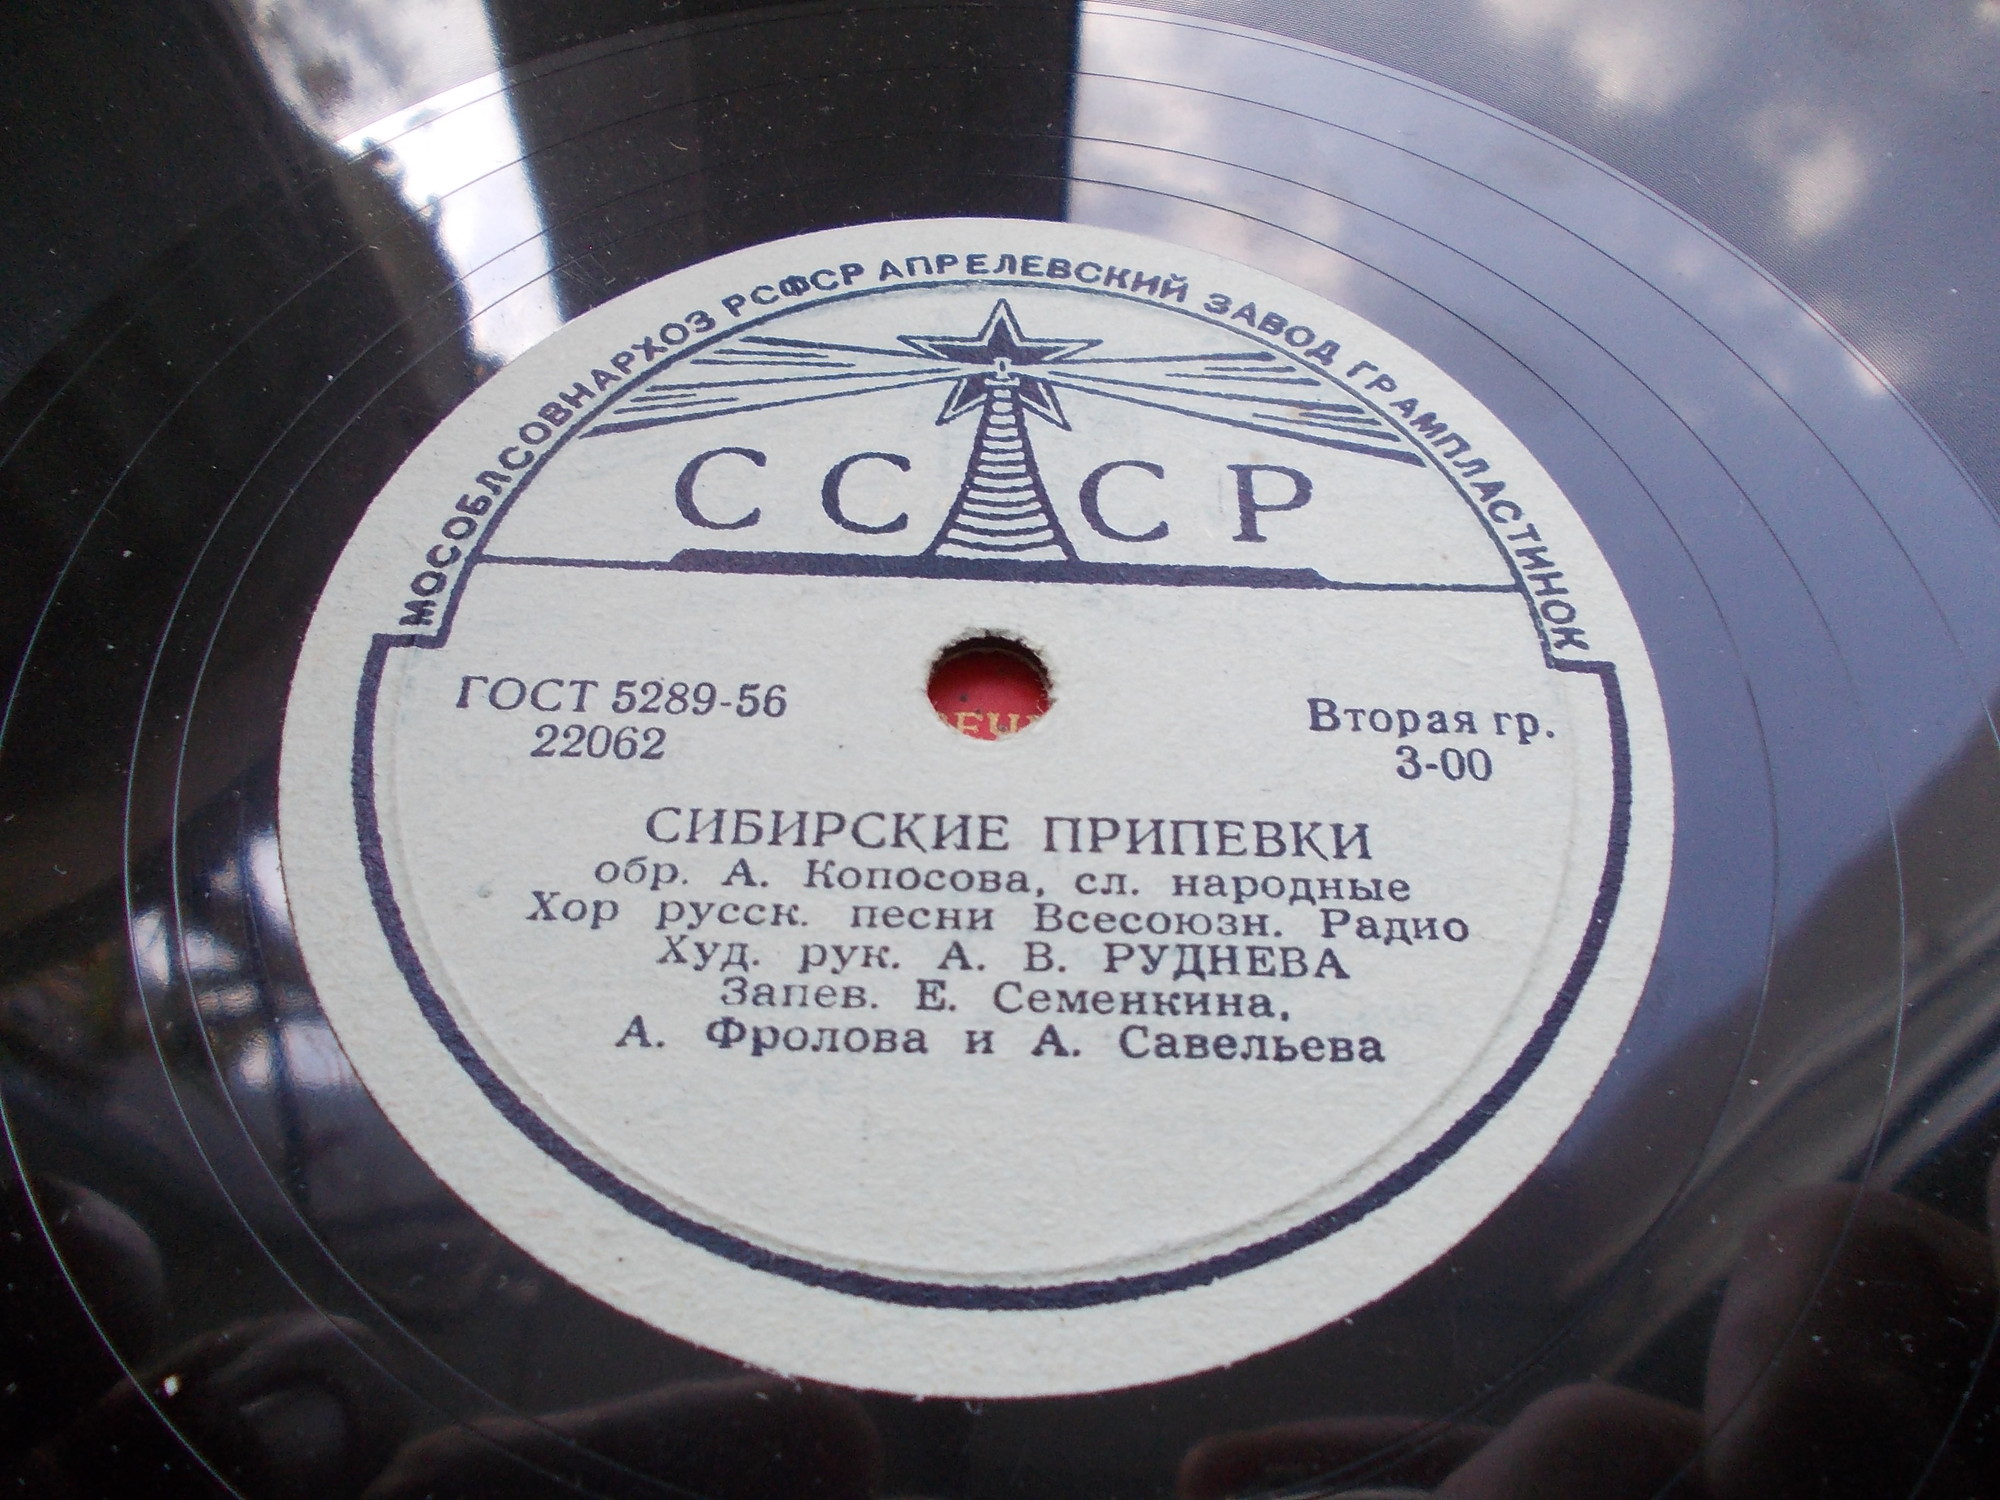 МОСОБЛСОВНАРХОЗ РСФСР АПРЕЛЕВСКИЙ ЗАВОД ГРАМПЛАСТИНОК
СССР
ГОСТ 5289-56
22062
Вторая гр.
3-00
СИБИРСКИЕ ПРИПЕВКИ
обр. А. Копосова, сл. народные
Хор русск. песни Всесоюзн. Радио
Худ. рук. А. В. РУДНЕВА
Запев. Е. Семенкина,
А. Фролова и А. Савельева